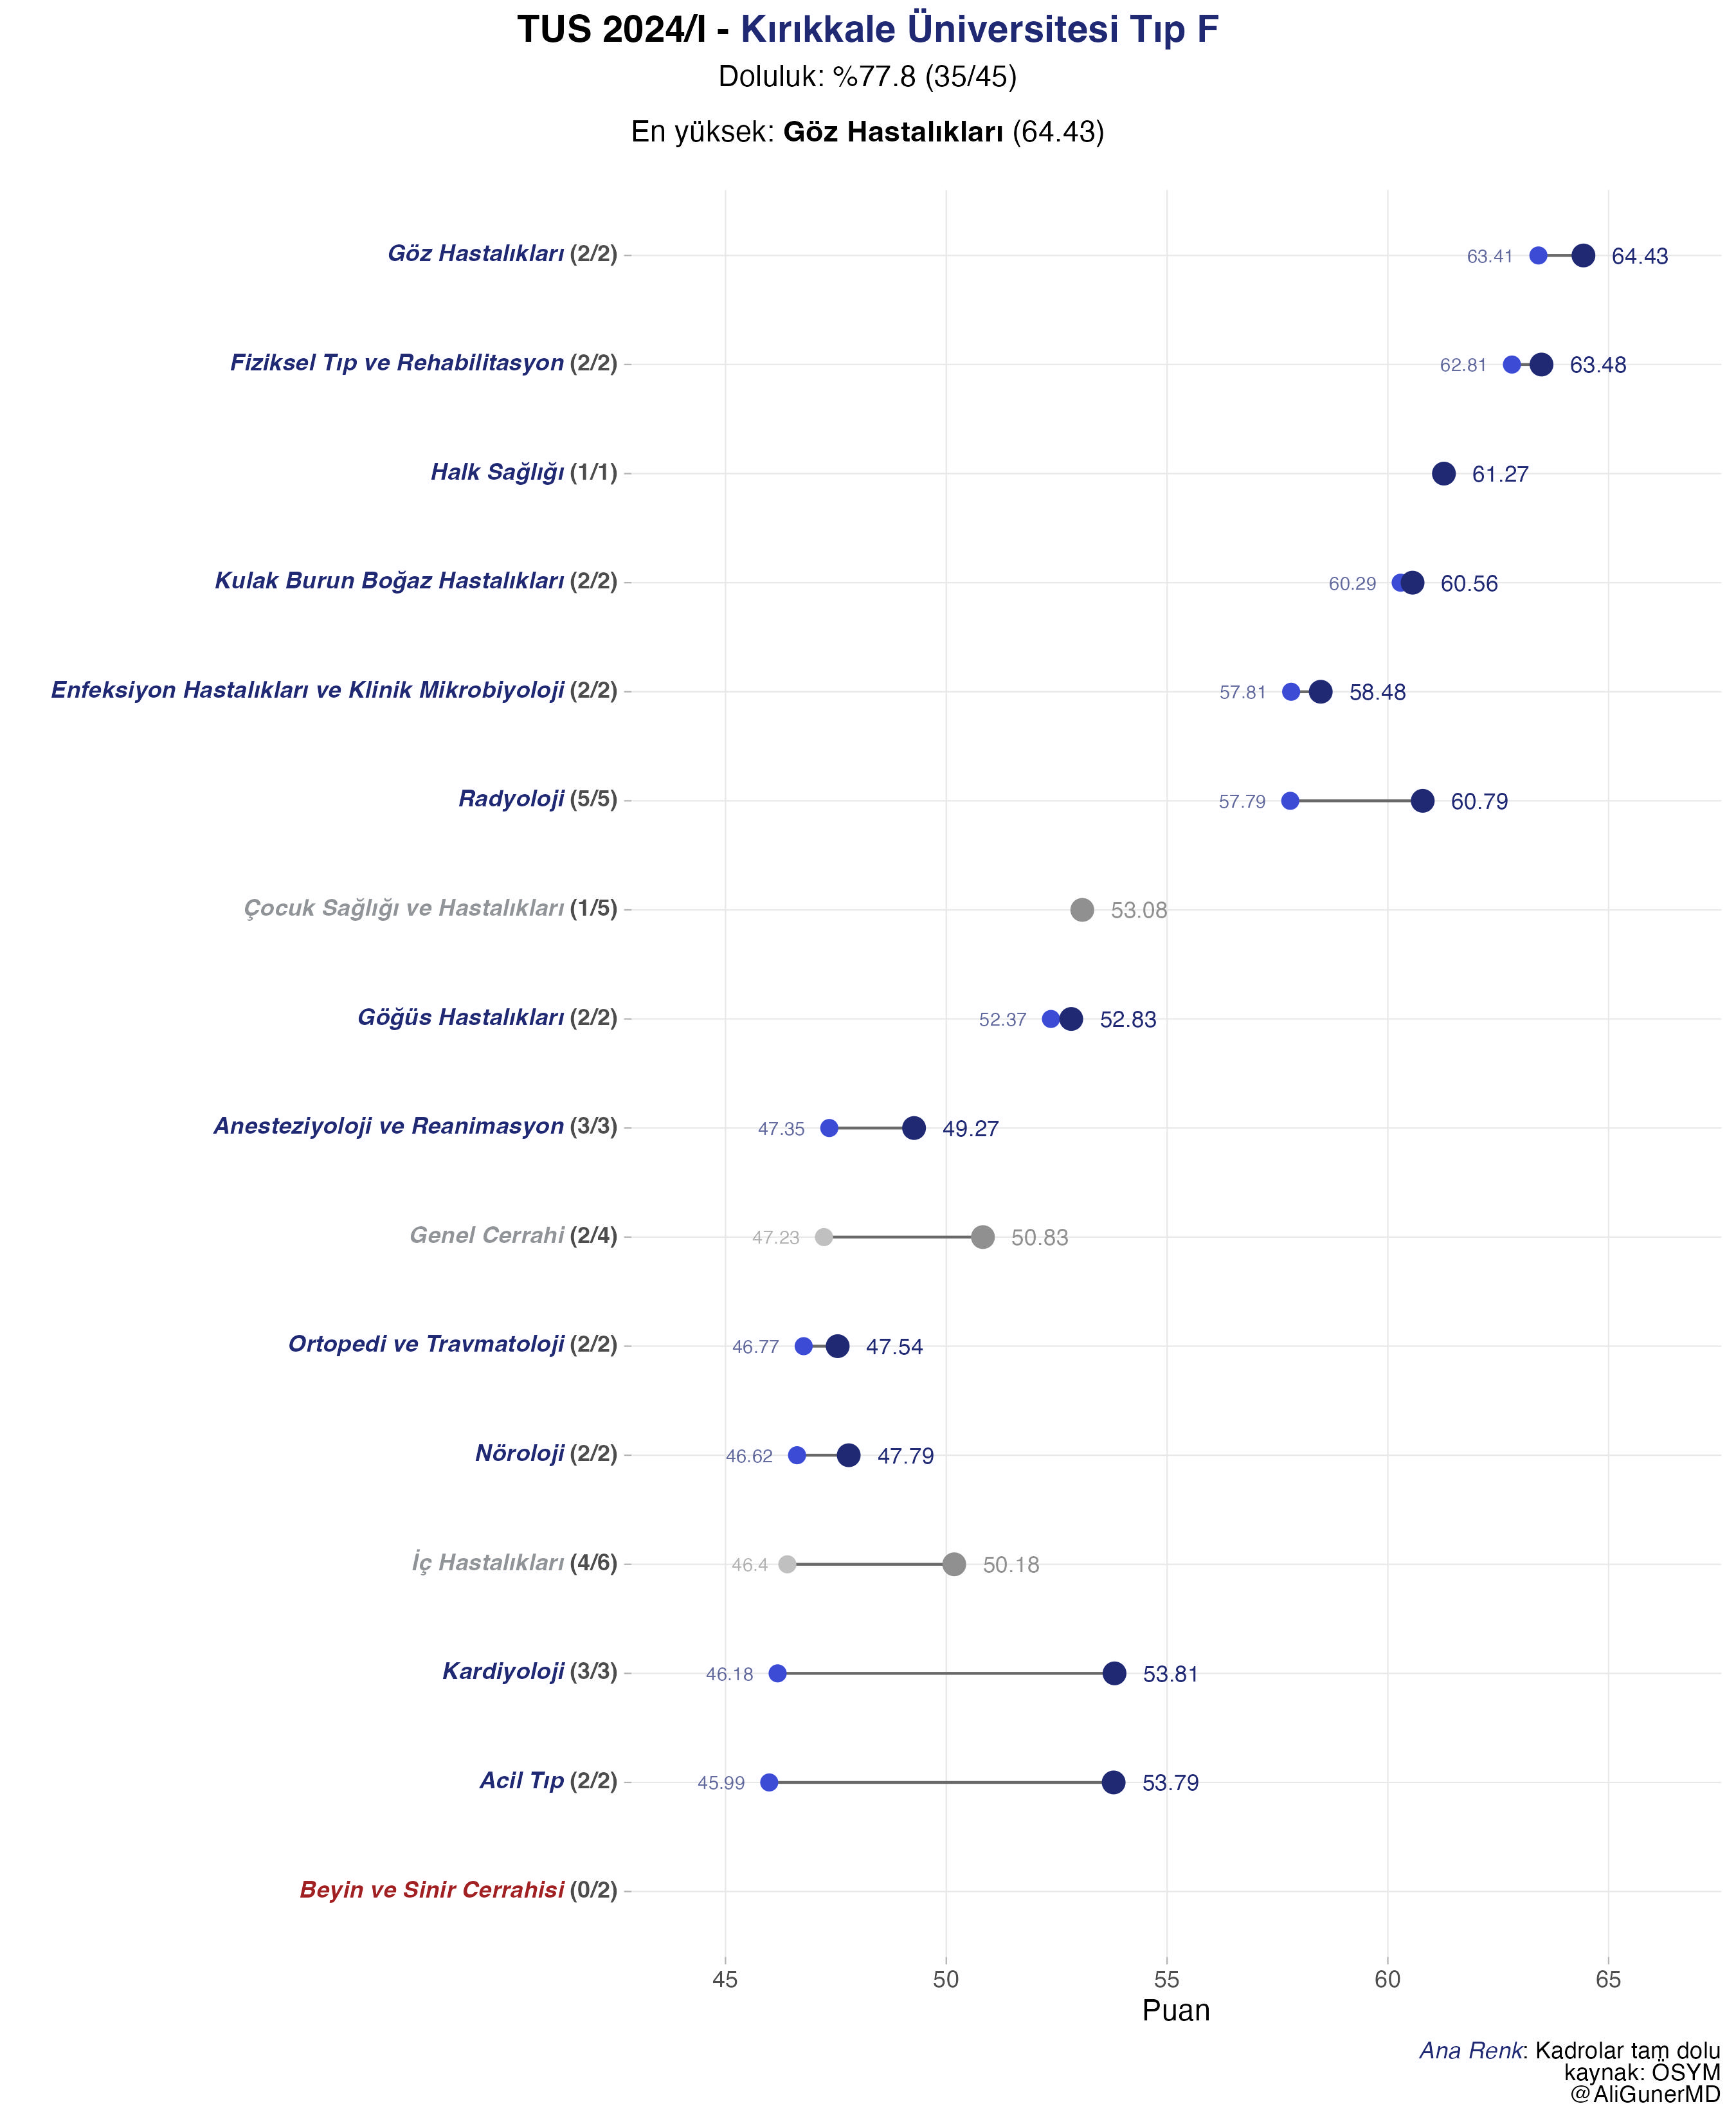 TUS 2024/I - Kırıkkale Üniversitesi Tıp F
Doluluk: %77.8 (35/45)
En yüksek: Göz Hastalıkları (64.43)
Göz Hastalıkları (2/2) 63.41 64.43
Fiziksel Tıp ve Rehabilitasyon (2/2) 62.81 63.48
Halk Sağlığı (1/1) 61.27
Kulak Burun Boğaz Hastalıkları (2/2) 60.29 60.56
Enfeksiyon Hastalıkları ve Klinik Mikrobiyoloji (2/2) 57.81 58.48
Radyoloji (5/5) 57.79 60.79
Çocuk Sağlığı ve Hastalıkları (1/5) 53.08
Göğüs Hastalıkları (2/2) 52.37 52.83
Anesteziyoloji ve Reanimasyon (3/3) 47.35 49.27
Genel Cerrahi (2/4) 47.23 50.83
Ortopedi ve Travmatoloji (2/2) 46.77 47.54
Nöroloji (2/2) 46.62 47.79
İç Hastalıkları (4/6) 46.4 50.18
Kardiyoloji (3/3) 46.18 53.81
Acil Tıp (2/2) 45.99 53.79
Beyin ve Sinir Cerrahisi (0/2)
45 50 55 60 65
Puan
Ana Renk: Kadrolar tam dolu
kaynak: ÖSYM
@AliGunerMD